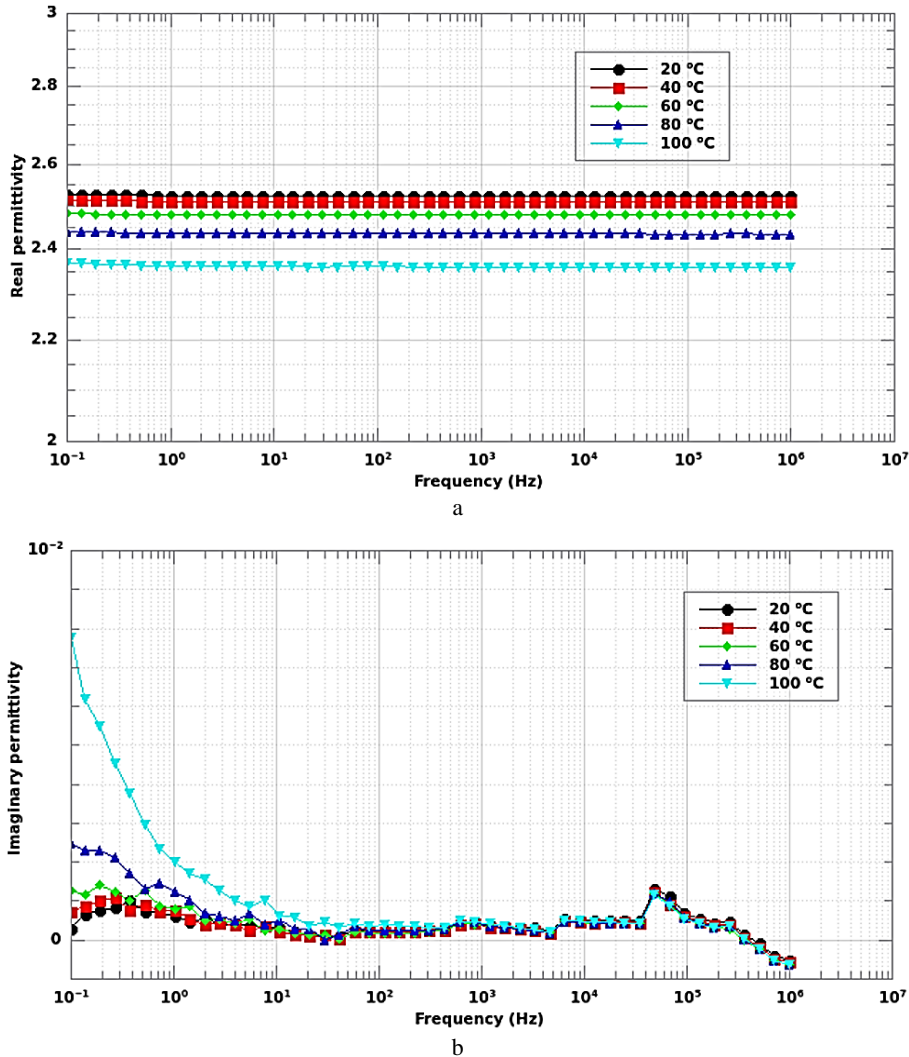 3
2.8
2.6
2.4
2.2
2
Real permittivity
20 ºC
40 ºC
60 ºC
80 ºC
100 ºC
10⁻¹ 10⁰ 10¹ 10² 10³ 10⁴ 10⁵ 10⁶ 10⁷
Frequency (Hz)
a
10⁻²
0
Imaginary permittivity
20 ºC
40 ºC
60 ºC
80 ºC
100 ºC
10⁻¹ 10⁰ 10¹ 10² 10³ 10⁴ 10⁵ 10⁶ 10⁷
Frequency (Hz)
b